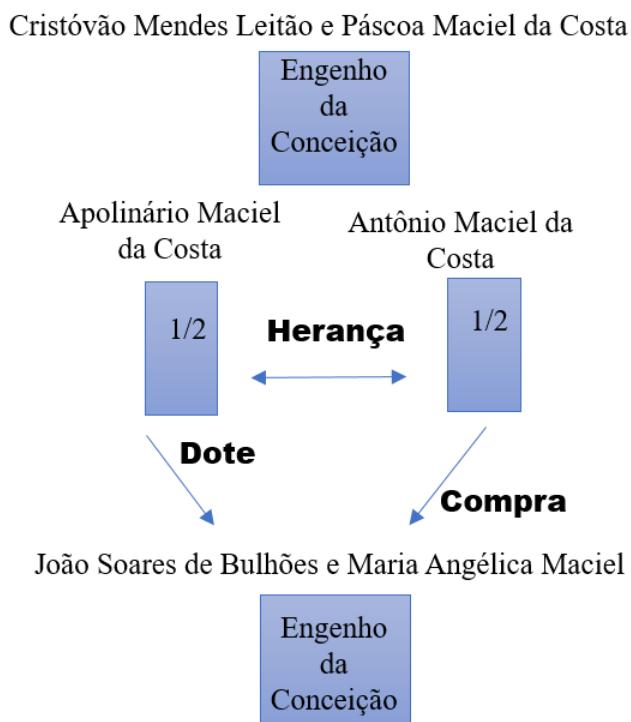 Cristóvão Mendes Leitão e Páscoa Maciel da Costa
Engenho
da
Conceição
Apolinário Maciel
da Costa
Antônio Maciel da
Costa
1/2
Herança
1/2
Dote
Compra
João Soares de Bulhões e Maria Angélica Maciel
Engenho
da
Conceição